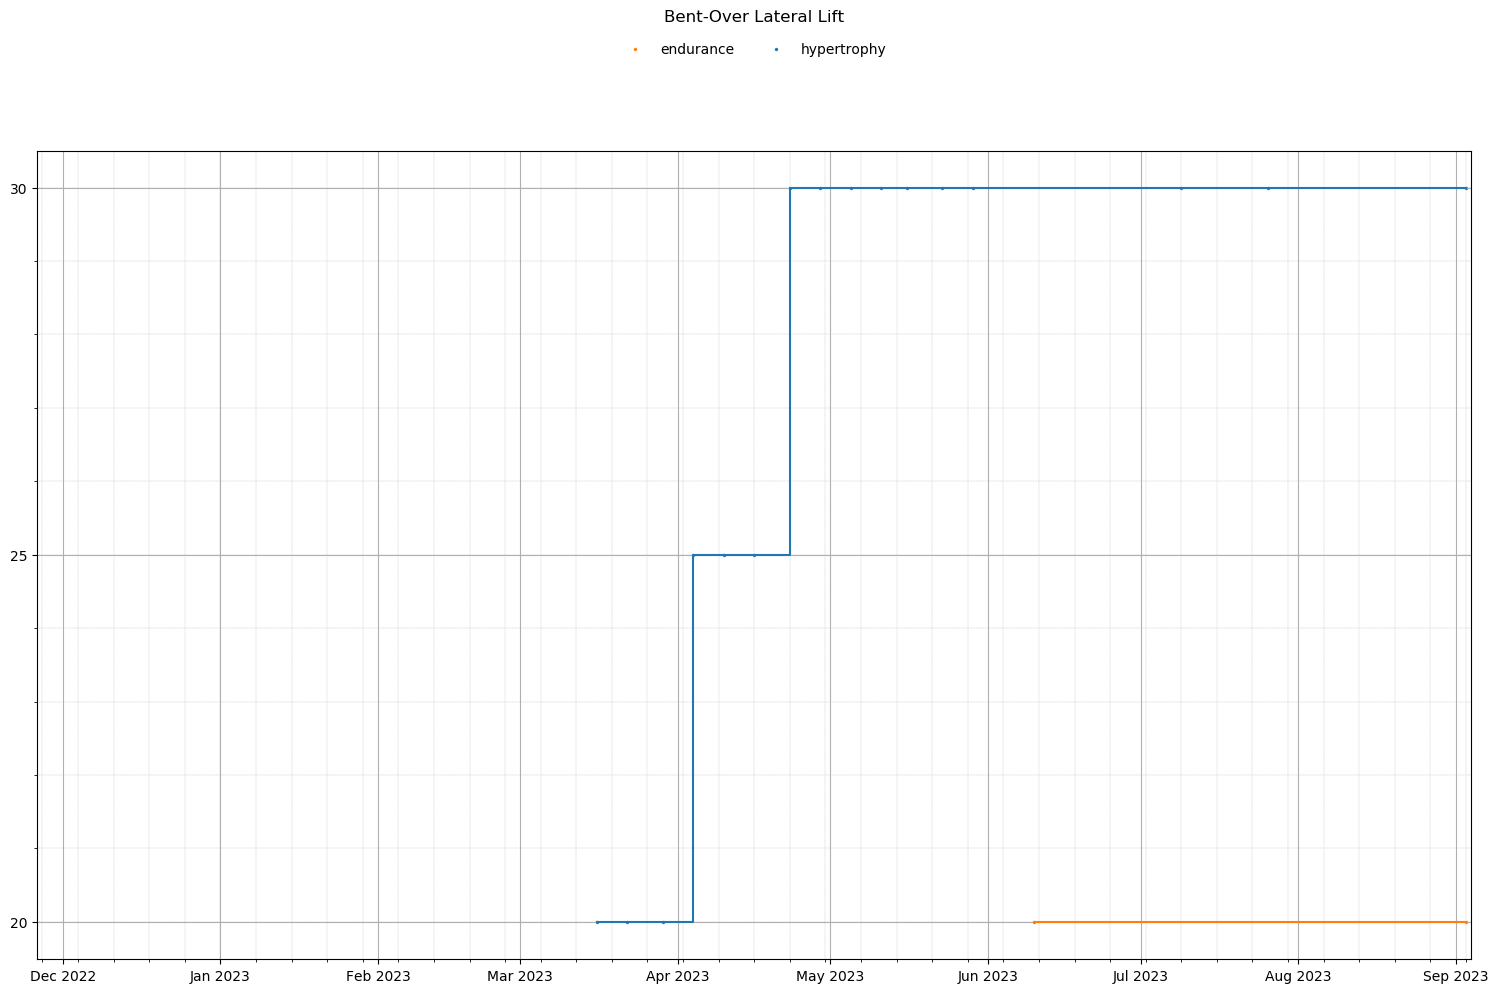 Bent-Over Lateral Lift
endurance hypertrophy
30
25
20
Dec 2022 Jan 2023 Feb 2023 Mar 2023 Apr 2023 May 2023 Jun 2023 Jul 2023 Aug 2023 Sep 2023